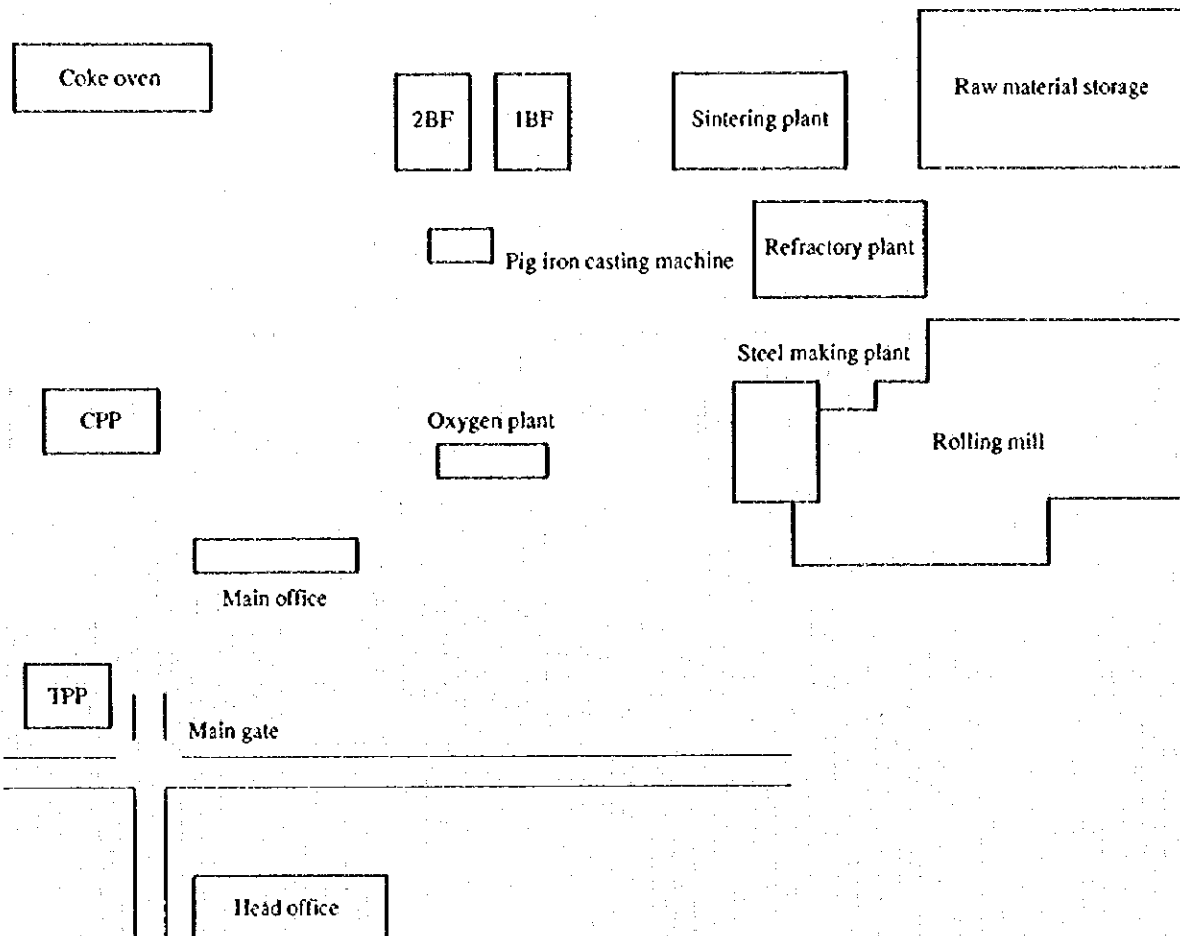 Coke oven
2BF
1BF
Sintering plant
Raw material storage
Pig iron casting machine
Refractory plant
Steel making plant
CPP
Oxygen plant
Rolling mill
Main office
TPP
Main gate
Head office